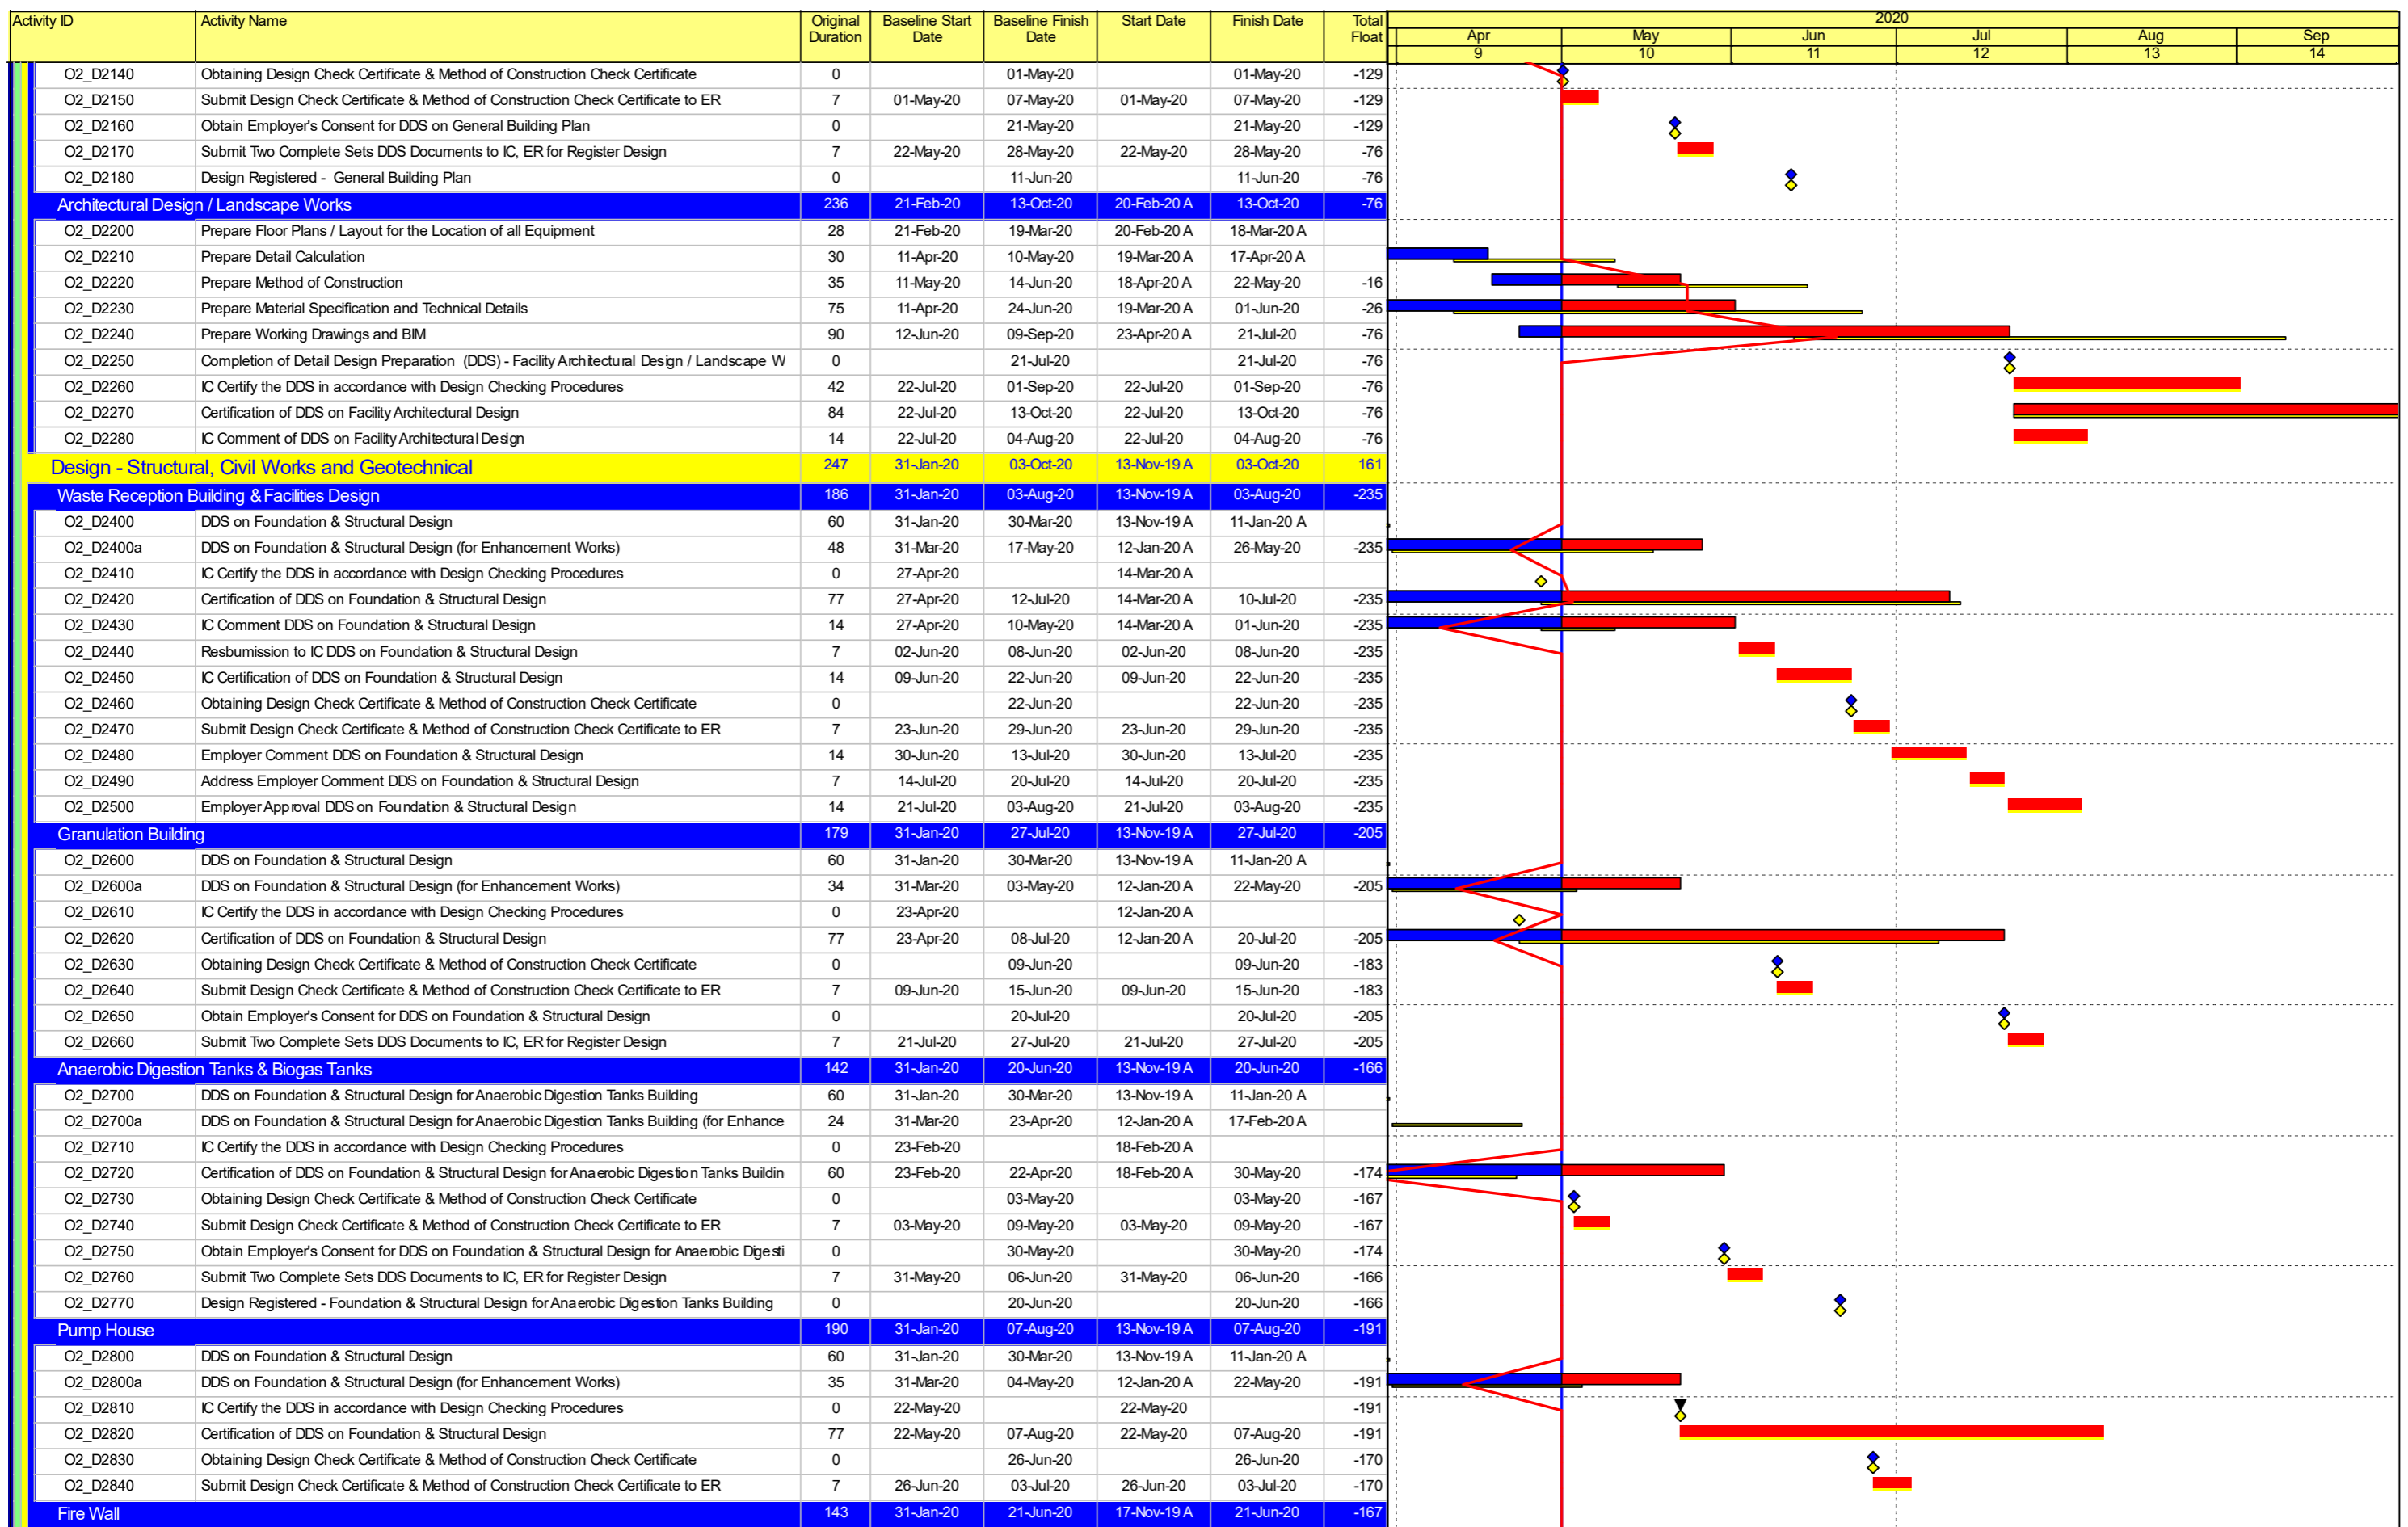 Activity ID Activity Name Original Duration Baseline Start Date Baseline Finish Date Start Date Finish Date Total Float 2020
Apr May Jun Jul Aug Sep
9 10 11 12 13 14
O2_D2140 Obtaining Design Check Certificate & Method of Construction Check Certificate 0 01-May-20 01-May-20 -129
O2_D2150 Submit Design Check Certificate & Method of Construction Check Certificate to ER 7 01-May-20 07-May-20 01-May-20 07-May-20 -129
O2_D2160 Obtain Employer's Consent for DDS on General Building Plan 0 21-May-20 21-May-20 -129
O2_D2170 Submit Two Complete Sets DDS Documents to IC, ER for Register Design 7 22-May-20 28-May-20 22-May-20 28-May-20 -76
O2_D2180 Design Registered - General Building Plan 0 11-Jun-20 11-Jun-20 -76
Architectural Design / Landscape Works 236 21-Feb-20 13-Oct-20 20-Feb-20 A 13-Oct-20 -76
O2_D2200 Prepare Floor Plans / Layout for the Location of all Equipment 28 21-Feb-20 19-Mar-20 20-Feb-20 A 18-Mar-20 A
O2_D2210 Prepare Detail Calculation 30 11-Apr-20 10-May-20 19-Mar-20 A 17-Apr-20 A
O2_D2220 Prepare Method of Construction 35 11-May-20 14-Jun-20 18-Apr-20 A 22-May-20 -16
O2_D2230 Prepare Material Specification and Technical Details 75 11-Apr-20 24-Jun-20 19-Mar-20 A 01-Jun-20 -26
O2_D2240 Prepare Working Drawings and BIM 90 12-Jun-20 09-Sep-20 23-Apr-20 A 21-Jul-20 -76
O2_D2250 Completion of Detail Design Preparation (DDS) - Facility Architectural Design / Landscape W 0 21-Jul-20 21-Jul-20 -76
O2_D2260 IC Certify the DDS in accordance with Design Checking Procedures 42 22-Jul-20 01-Sep-20 22-Jul-20 01-Sep-20 -76
O2_D2270 Certification of DDS on Facility Architectural Design 84 22-Jul-20 13-Oct-20 22-Jul-20 13-Oct-20 -76
O2_D2280 IC Comment of DDS on Facility Architectural Design 14 22-Jul-20 04-Aug-20 22-Jul-20 04-Aug-20 -76
Design - Structural, Civil Works and Geotechnical 247 31-Jan-20 03-Oct-20 13-Nov-19 A 03-Oct-20 161
Waste Reception Building & Facilities Design 186 31-Jan-20 03-Aug-20 13-Nov-19 A 03-Aug-20 -235
O2_D2400 DDS on Foundation & Structural Design 60 31-Jan-20 30-Mar-20 13-Nov-19 A 11-Jan-20 A
O2_D2400a DDS on Foundation & Structural Design (for Enhancement Works) 48 31-Mar-20 17-May-20 12-Jan-20 A 26-May-20 -235
O2_D2410 IC Certify the DDS in accordance with Design Checking Procedures 0 27-Apr-20 14-Mar-20 A
O2_D2420 Certification of DDS on Foundation & Structural Design 77 27-Apr-20 12-Jul-20 14-Mar-20 A 10-Jul-20 -235
O2_D2430 IC Comment DDS on Foundation & Structural Design 14 27-Apr-20 10-May-20 14-Mar-20 A 01-Jun-20 -235
O2_D2440 Resbumission to IC DDS on Foundation & Structural Design 7 02-Jun-20 08-Jun-20 02-Jun-20 08-Jun-20 -235
O2_D2450 IC Certification of DDS on Foundation & Structural Design 14 09-Jun-20 22-Jun-20 09-Jun-20 22-Jun-20 -235
O2_D2460 Obtaining Design Check Certificate & Method of Construction Check Certificate 0 22-Jun-20 22-Jun-20 -235
O2_D2470 Submit Design Check Certificate & Method of Construction Check Certificate to ER 7 23-Jun-20 29-Jun-20 23-Jun-20 29-Jun-20 -235
O2_D2480 Employer Comment DDS on Foundation & Structural Design 14 30-Jun-20 13-Jul-20 30-Jun-20 13-Jul-20 -235
O2_D2490 Address Employer Comment DDS on Foundation & Structural Design 7 14-Jul-20 20-Jul-20 14-Jul-20 20-Jul-20 -235
O2_D2500 Employer Approval DDS on Foundation & Structural Design 14 21-Jul-20 03-Aug-20 21-Jul-20 03-Aug-20 -235
Granulation Building 179 31-Jan-20 27-Jul-20 13-Nov-19 A 27-Jul-20 -205
O2_D2600 DDS on Foundation & Structural Design 60 31-Jan-20 30-Mar-20 13-Nov-19 A 11-Jan-20 A
O2_D2600a DDS on Foundation & Structural Design (for Enhancement Works) 34 31-Mar-20 03-May-20 12-Jan-20 A 22-May-20 -205
O2_D2610 IC Certify the DDS in accordance with Design Checking Procedures 0 23-Apr-20 12-Jan-20 A
O2_D2620 Certification of DDS on Foundation & Structural Design 77 23-Apr-20 08-Jul-20 12-Jan-20 A 20-Jul-20 -205
O2_D2630 Obtaining Design Check Certificate & Method of Construction Check Certificate 0 09-Jun-20 09-Jun-20 -183
O2_D2640 Submit Design Check Certificate & Method of Construction Check Certificate to ER 7 09-Jun-20 15-Jun-20 09-Jun-20 15-Jun-20 -183
O2_D2650 Obtain Employer's Consent for DDS on Foundation & Structural Design 0 20-Jul-20 20-Jul-20 -205
O2_D2660 Submit Two Complete Sets DDS Documents to IC, ER for Register Design 7 21-Jul-20 27-Jul-20 21-Jul-20 27-Jul-20 -205
Anaerobic Digestion Tanks & Biogas Tanks 142 31-Jan-20 20-Jun-20 13-Nov-19 A 20-Jun-20 -166
O2_D2700 DDS on Foundation & Structural Design for Anaerobic Digestion Tanks Building 60 31-Jan-20 30-Mar-20 13-Nov-19 A 11-Jan-20 A
O2_D2700a DDS on Foundation & Structural Design for Anaerobic Digestion Tanks Building (for Enhance 24 31-Mar-20 23-Apr-20 12-Jan-20 A 17-Feb-20 A
O2_D2710 IC Certify the DDS in accordance with Design Checking Procedures 0 23-Feb-20 18-Feb-20 A
O2_D2720 Certification of DDS on Foundation & Structural Design for Anaerobic Digestion Tanks Buildin 60 23-Feb-20 22-Apr-20 18-Feb-20 A 30-May-20 -174
O2_D2730 Obtaining Design Check Certificate & Method of Construction Check Certificate 0 03-May-20 03-May-20 -167
O2_D2740 Submit Design Check Certificate & Method of Construction Check Certificate to ER 7 03-May-20 09-May-20 03-May-20 09-May-20 -167
O2_D2750 Obtain Employer's Consent for DDS on Foundation & Structural Design for Anaerobic Digesti 0 30-May-20 30-May-20 -174
O2_D2760 Submit Two Complete Sets DDS Documents to IC, ER for Register Design 7 31-May-20 06-Jun-20 31-May-20 06-Jun-20 -166
O2_D2770 Design Registered - Foundation & Structural Design for Anaerobic Digestion Tanks Building 0 20-Jun-20 20-Jun-20 -166
Pump House 190 31-Jan-20 07-Aug-20 13-Nov-19 A 07-Aug-20 -191
O2_D2800 DDS on Foundation & Structural Design 60 31-Jan-20 30-Mar-20 13-Nov-19 A 11-Jan-20 A
O2_D2800a DDS on Foundation & Structural Design (for Enhancement Works) 35 31-Mar-20 04-May-20 12-Jan-20 A 22-May-20 -191
O2_D2810 IC Certify the DDS in accordance with Design Checking Procedures 0 22-May-20 22-May-20 -191
O2_D2820 Certification of DDS on Foundation & Structural Design 77 22-May-20 07-Aug-20 22-May-20 07-Aug-20 -191
O2_D2830 Obtaining Design Check Certificate & Method of Construction Check Certificate 0 26-Jun-20 26-Jun-20 -170
O2_D2840 Submit Design Check Certificate & Method of Construction Check Certificate to ER 7 26-Jun-20 03-Jul-20 26-Jun-20 03-Jul-20 -170
Fire Wall 143 31-Jan-20 21-Jun-20 17-Nov-19 A 21-Jun-20 -167